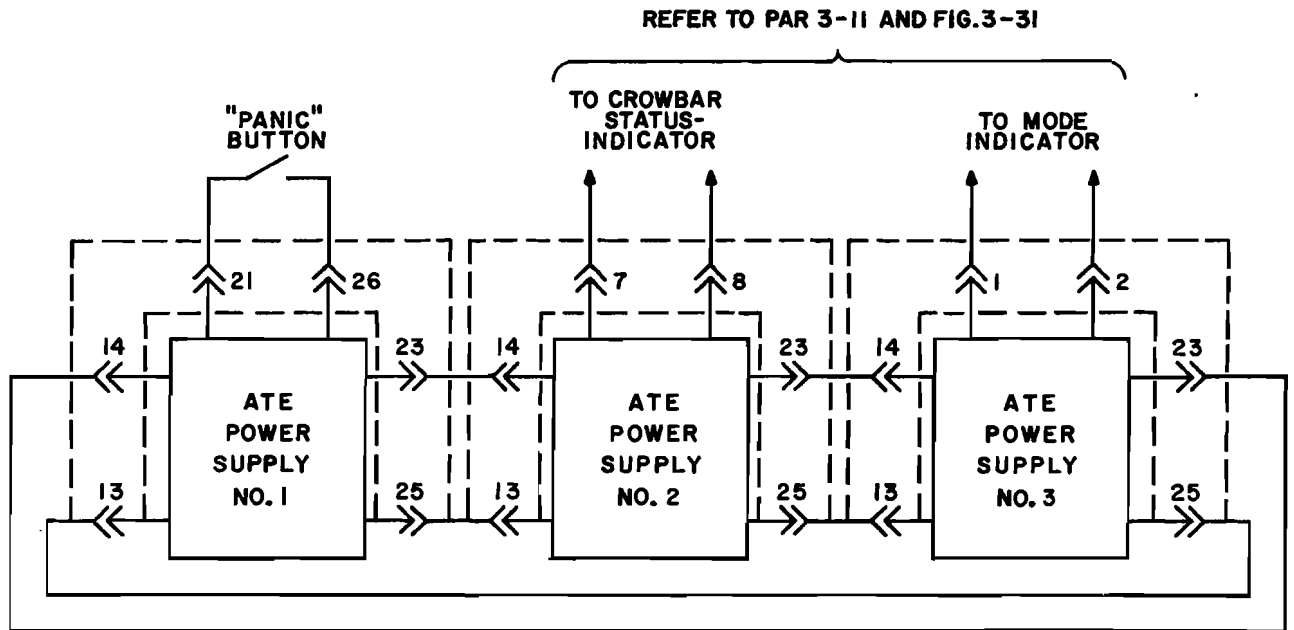 REFER TO PAR 3-11 AND FIG.3-31
"PANIC"
BUTTON
TO CROWBAR
STATUS-
INDICATOR
TO MODE
INDICATOR
21
26
7
8
1
2
14
23
14
23
14
23
ATE
POWER
SUPPLY
NO. 1
ATE
POWER
SUPPLY
NO. 2
ATE
POWER
SUPPLY
NO. 3
13
25
13
25
13
25